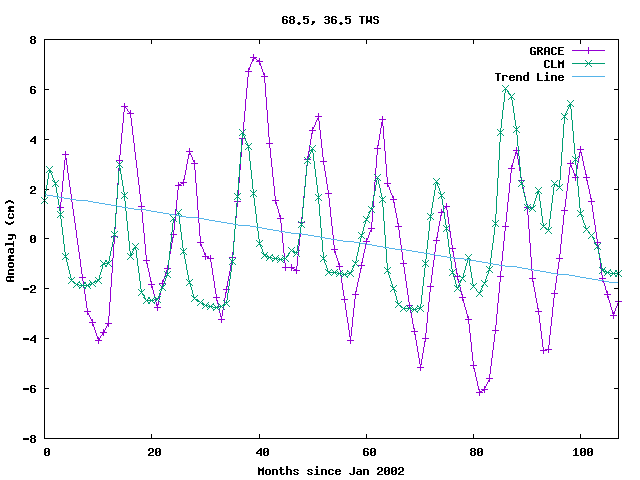 68.5, 36.5 TWS
GRACE
CLM
Trend Line
Anomaly (cm)
8
6
4
2
0
-2
-4
-6
-8
0 20 40 60 80 100
Months since Jan 2002